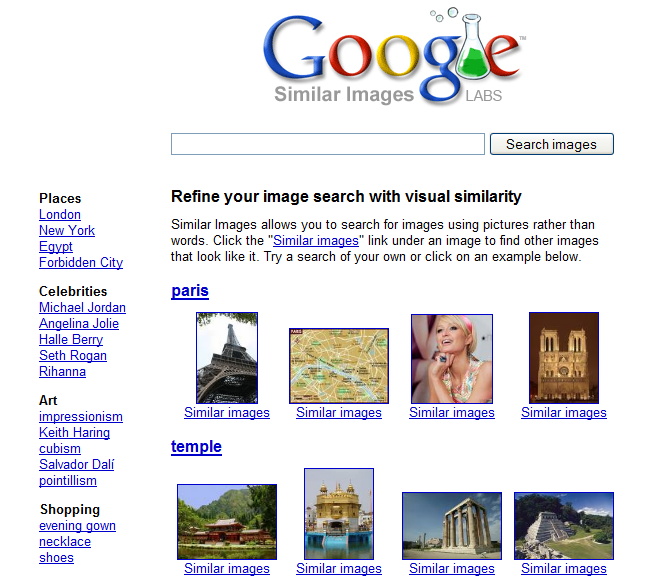 Google™
Similar Images LABS
Search images
Places
London
New York
Egypt
Forbidden City
Celebrities
Michael Jordan
Angelina Jolie
Halle Berry
Seth Rogan
Rihanna
Art
impressionism
Keith Haring
cubism
Salvador Dalí
pointillism
Shopping
evening gown
necklace
shoes
Refine your image search with visual similarity
Similar Images allows you to search for images using pictures rather than
words. Click the "Similar images" link under an image to find other images
that look like it. Try a search of your own or click on an example below.
paris
Similar images Similar images Similar images Similar images
temple
Similar images Similar images Similar images Similar images